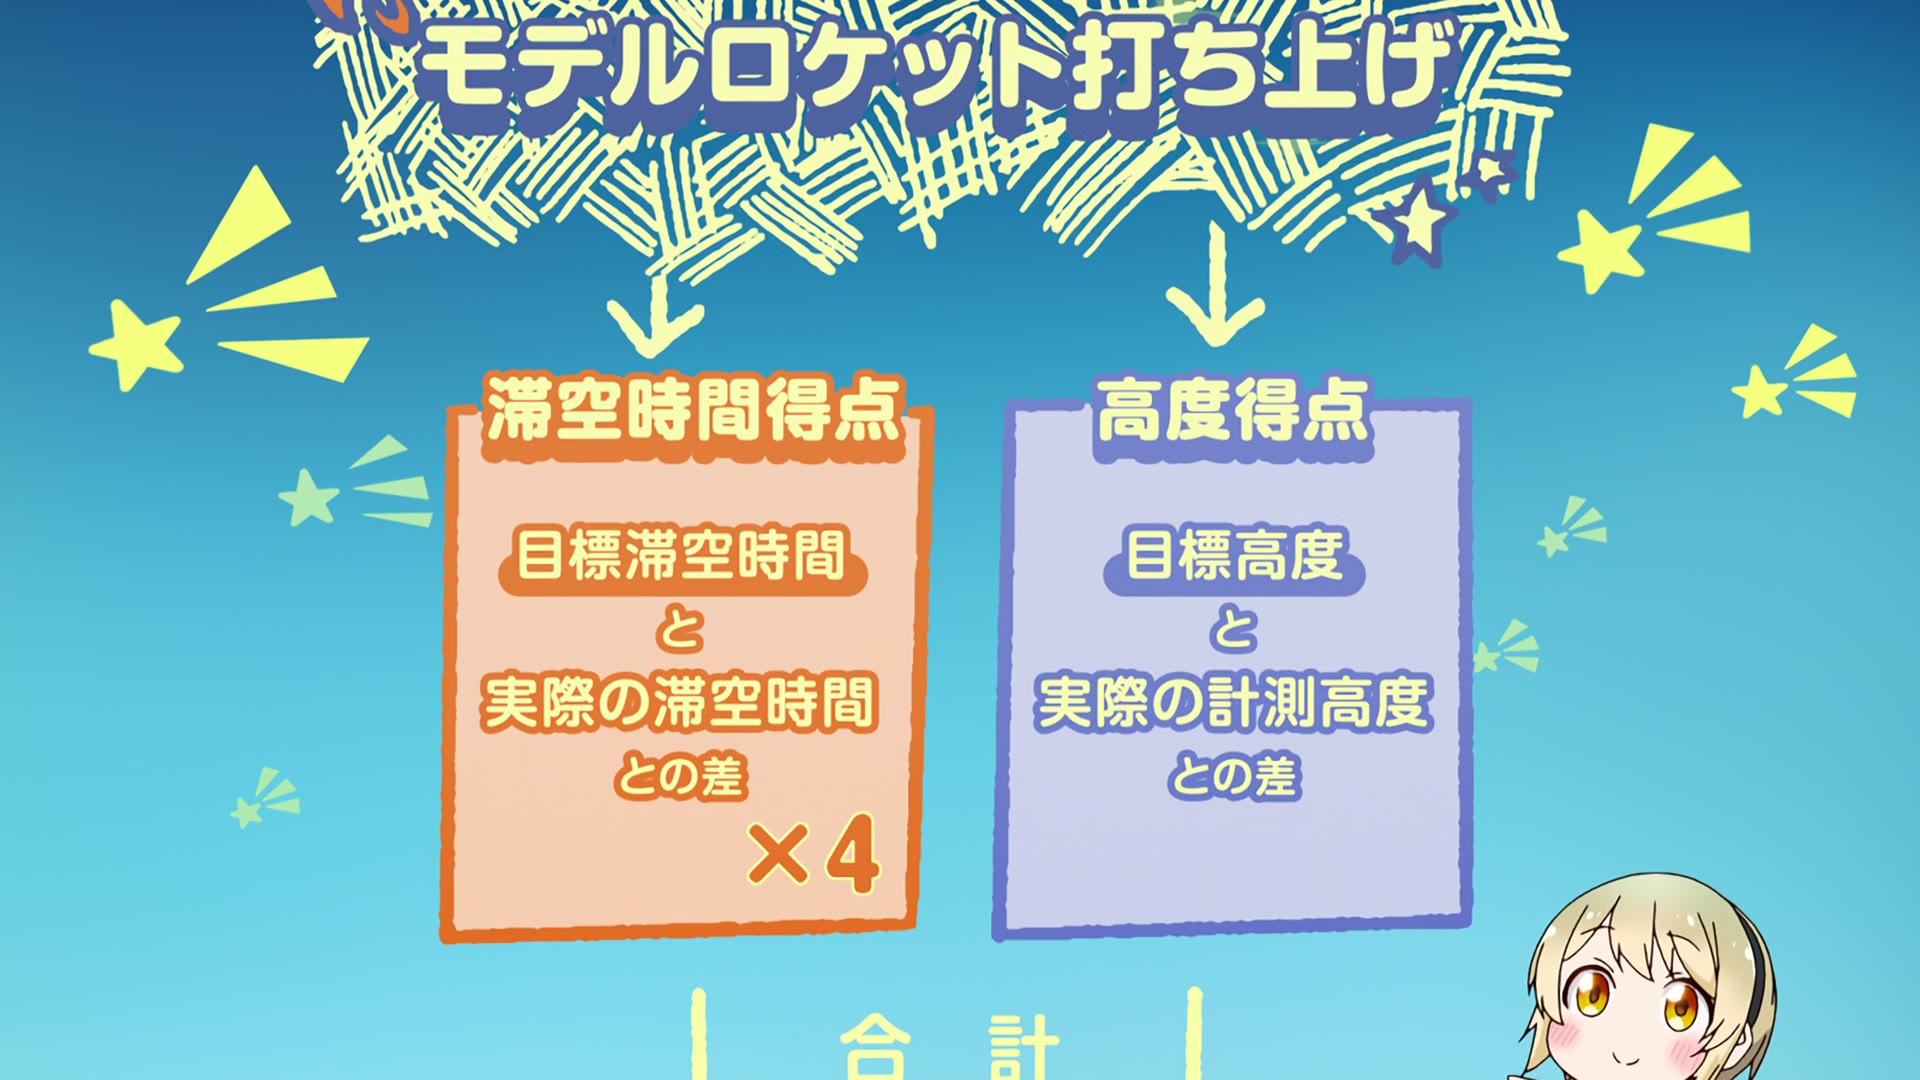 モデルロケット打ち上げ
滞空時間得点
目標滞空時間
と
実際の滞空時間
との差
×4
高度得点
目標高度
と
実際の計測高度
との差
合計